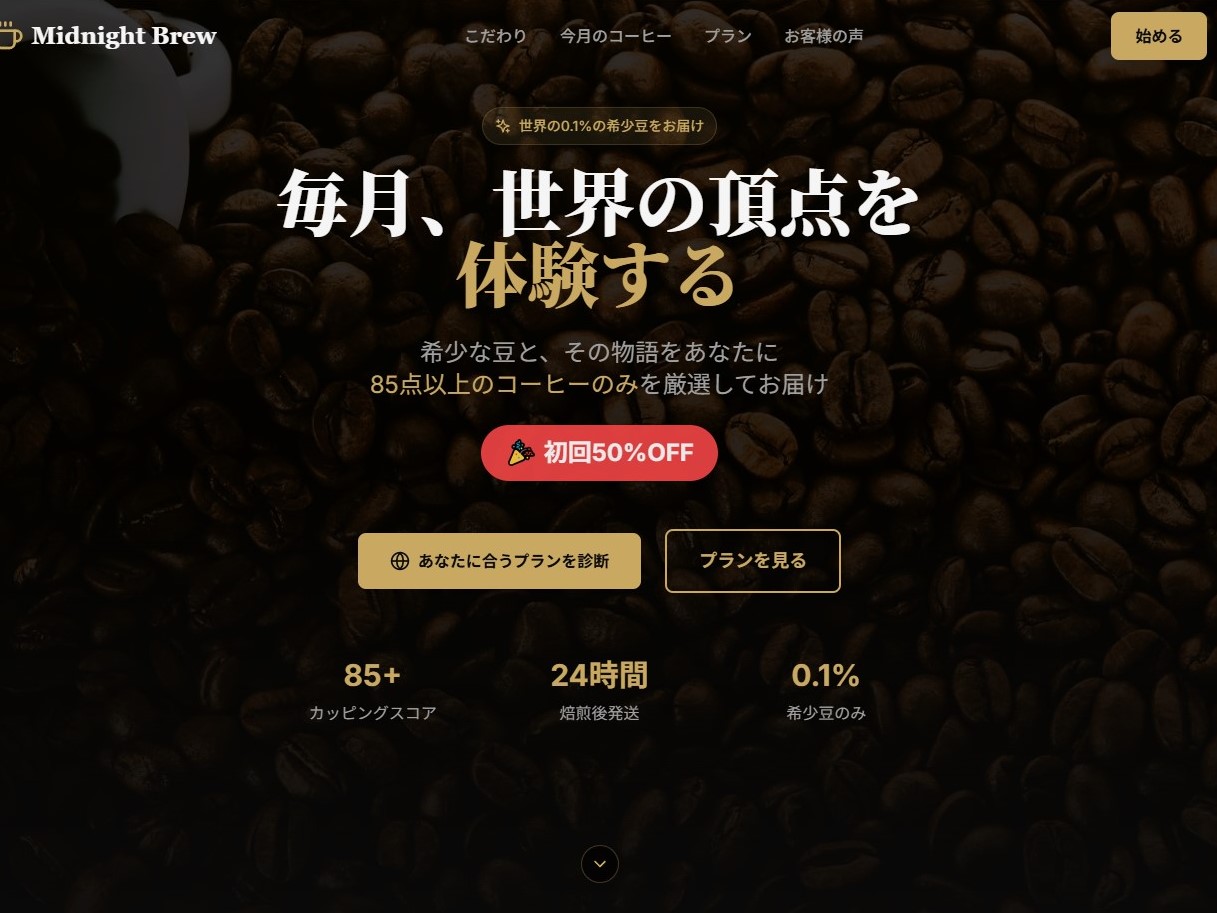 Midnight Brew
こだわり
今月のコーヒー
プラン
お客様の声
始める
世界の0.1%の希少豆をお届け
毎月、世界の頂点を
体験する
希少な豆と、その物語をあなたに
85点以上のコーヒーのみを厳選してお届け
🎉 初回50%OFF
あなたに合うプランを診断
プランを見る
85+
カッピングスコア
24時間
焙煎後発送
0.1%
希少豆のみ